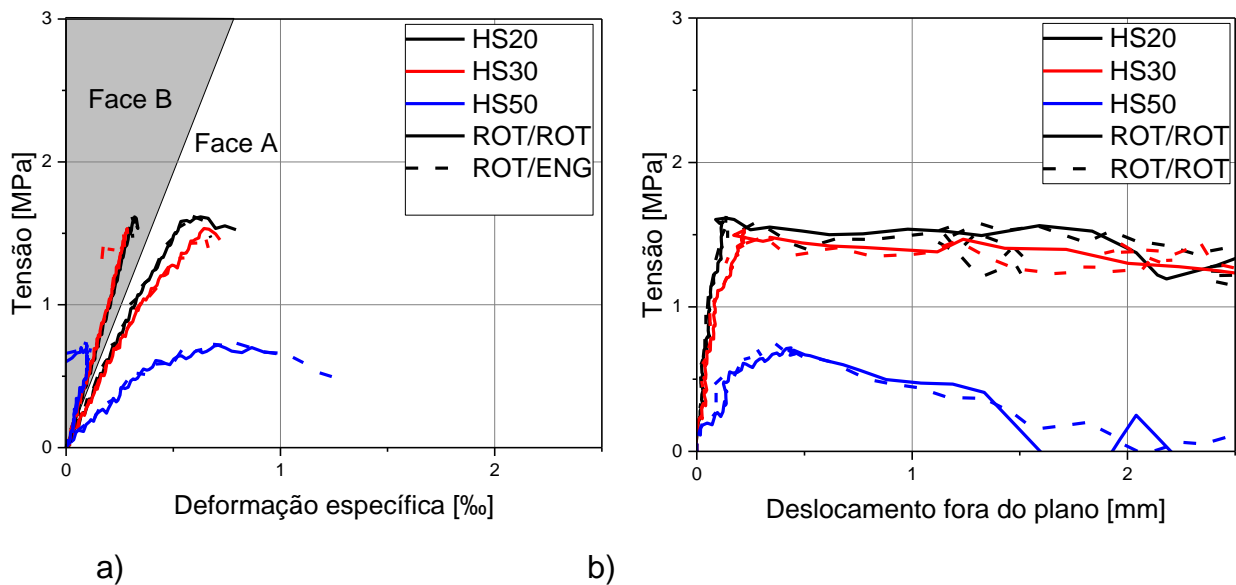 3
2
1
0
0
1
2
Tensão [MPa]
Deformação específica [‰]
Face B
Face A
HS20
HS30
HS50
ROT/ROT
ROT/ENG
3
2
1
0
0
1
2
Tensão [MPa]
Deslocamento fora do plano [mm]
HS20
HS30
HS50
ROT/ROT
ROT/ROT
a)
b)